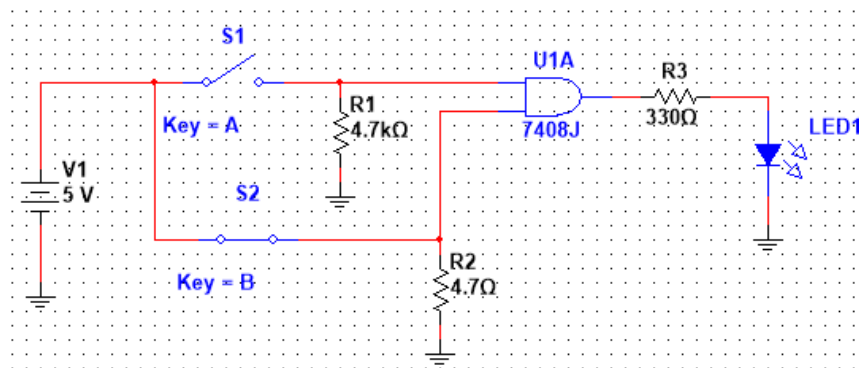 S1
Key = A
R1
4.7kΩ
U1A
7408J
R3
330Ω
LED1
V1
5 V
S2
Key = B
R2
4.7Ω